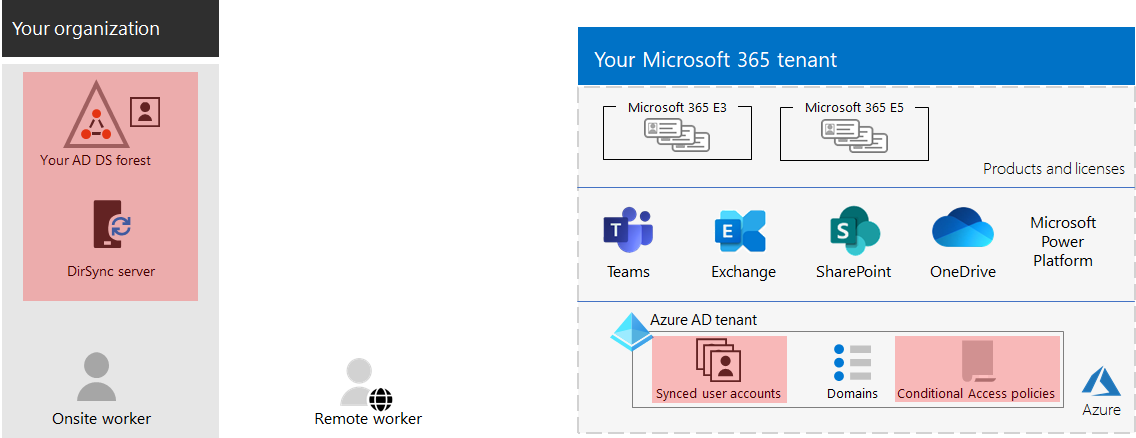 Your organization
Your AD DS forest
DirSync server
Onsite worker
Remote worker
Your Microsoft 365 tenant
Microsoft 365 E3
Microsoft 365 E5
Products and licenses
T
Teams
E
Exchange
S
SharePoint
OneDrive
Microsoft
Power
Platform
Azure AD tenant
Synced user accounts
Domains
Conditional Access policies
Azure